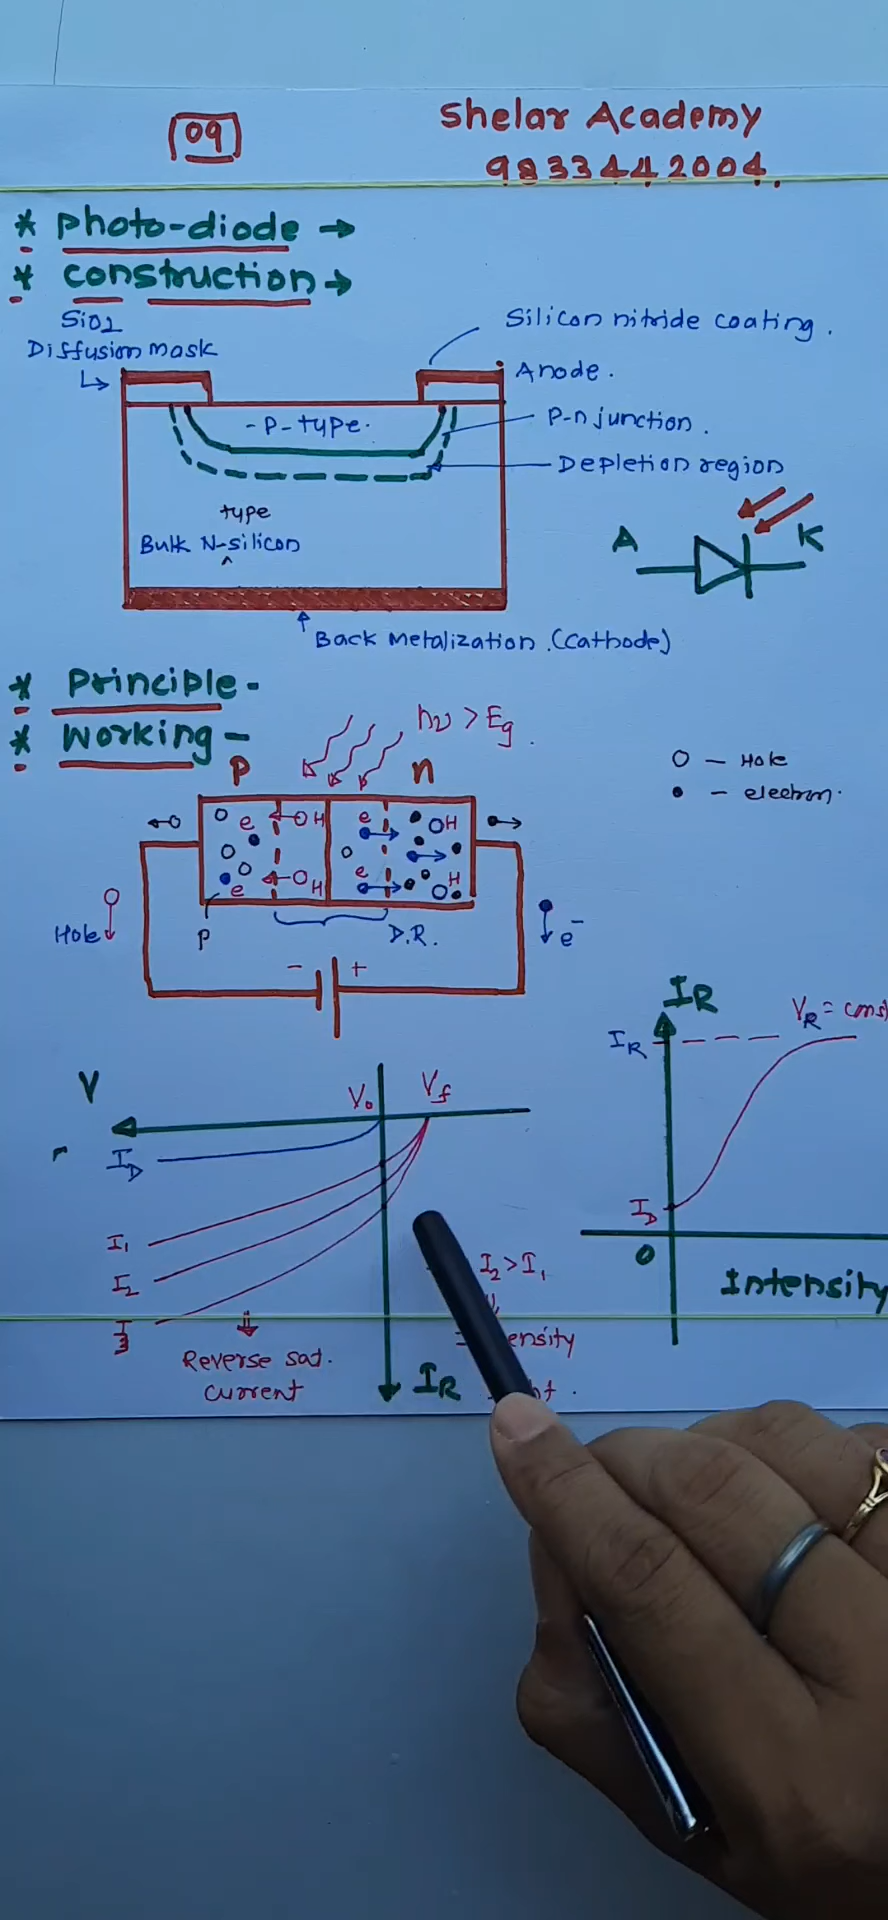 09
Shelar Academy
9833442004.
* Photo-diode →
* construction →
SiO2
Diffusion mask
Silicon nitride coating.
Anode.
-P-type-
P-n junction.
Depletion region
type
Bulk N-silicon
^
A
K
Back Metalization.(cathode)
* Principle-
* Working-
hν > Eg.
P
n
O - Hole
● - electron.
e
H
e
H
e
H
e
H
Hole
P
D.R.
e⁻
- +
IR
VR = cons
IR
ID
O
Intensity
V
V₀
Vf
ID
I₁
I₂
I₃
I₂ > I₁
Reverse sat.
current
IR